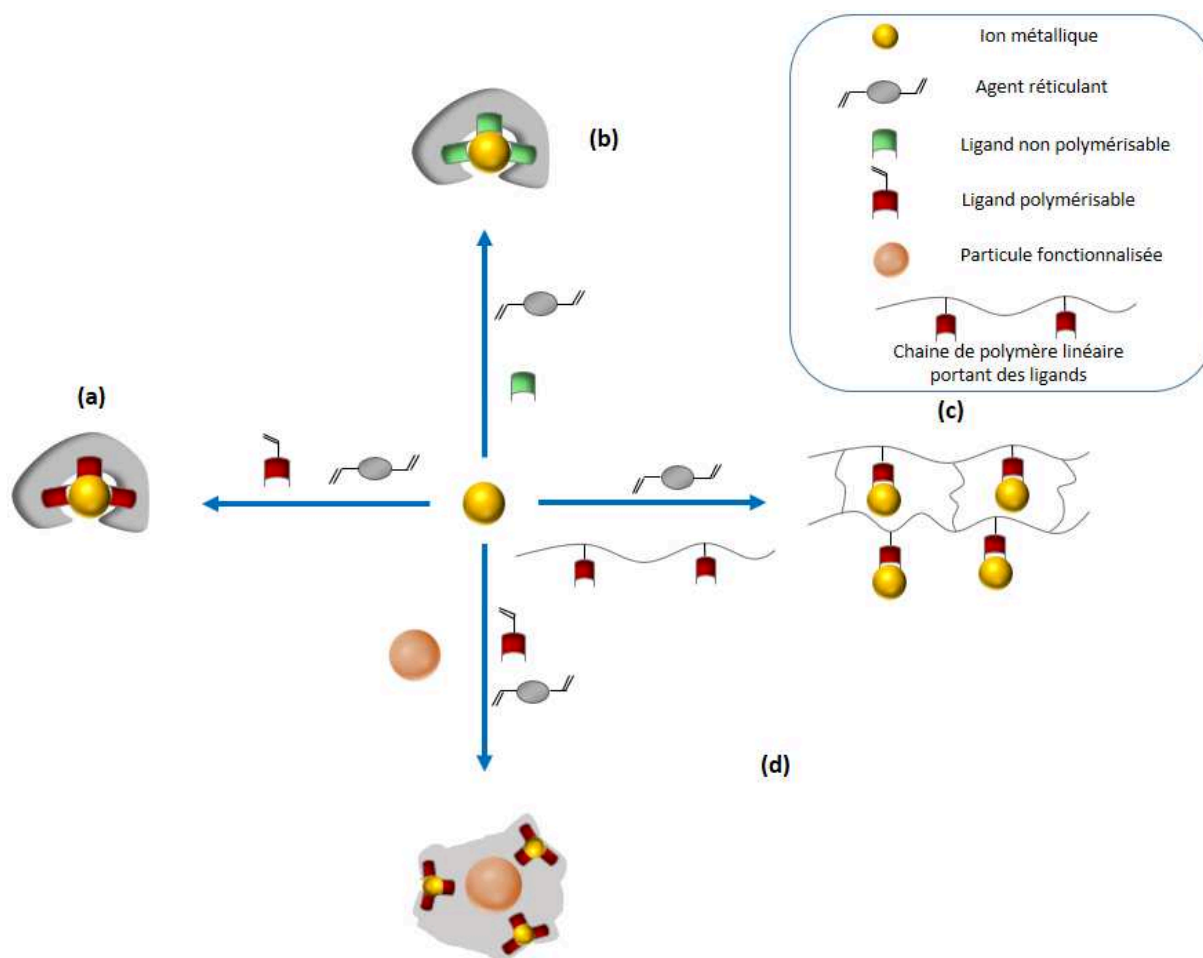 Ion métallique
Agent réticulant
(b)
Ligand non polymérisable
Ligand polymérisable
Particule fonctionnalisée
Chaine de polymère linéaire
portant des ligands
(a)
(c)
(d)